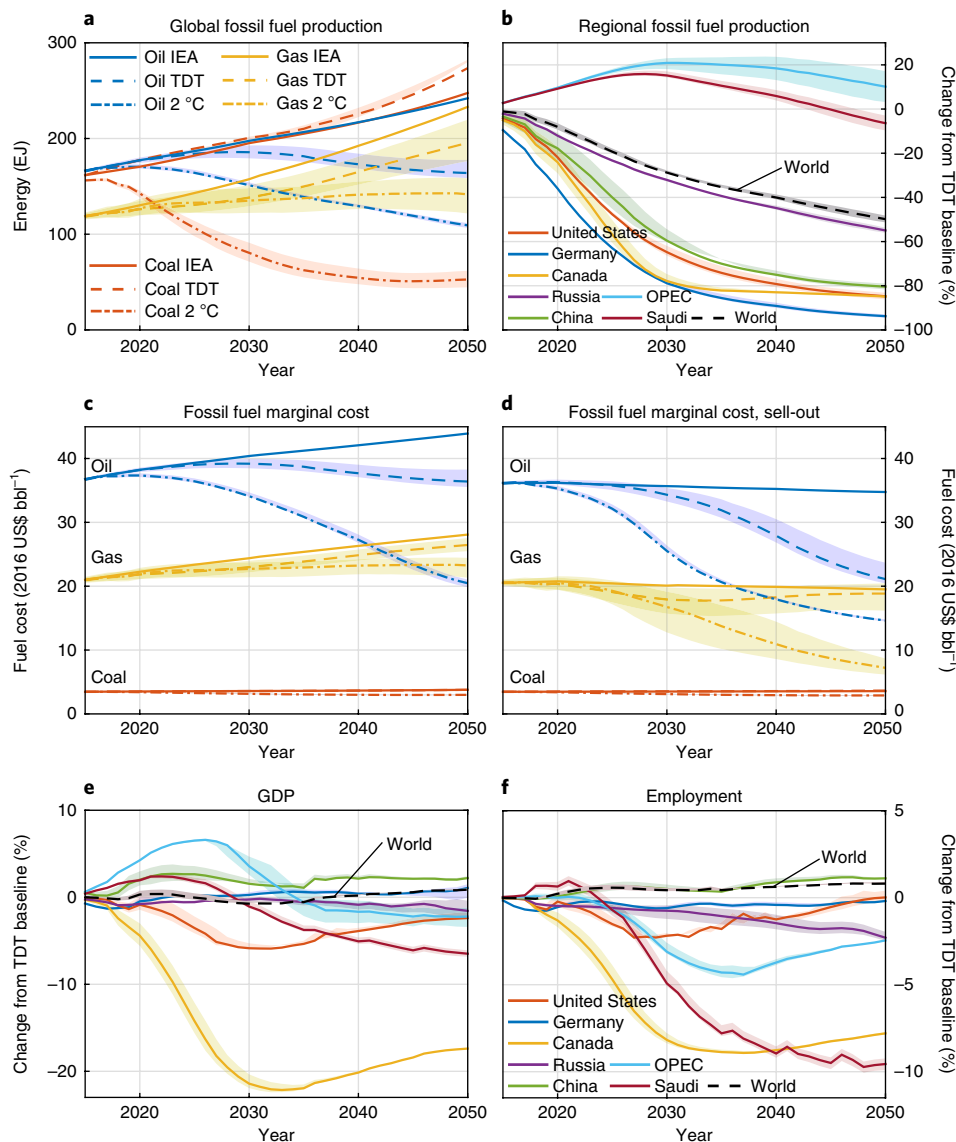 a Global fossil fuel production
300
200
100
0
Energy (EJ)
Oil IEA
Oil TDT
Oil 2 °C
Gas IEA
Gas TDT
Gas 2 °C
Coal IEA
Coal TDT
Coal 2 °C
2020 2030 2040 2050
Year
b Regional fossil fuel production
20
0
−20
−40
−60
−80
−100
Change from TDT baseline (%)
World
United States
Germany
Canada
Russia OPEC
China Saudi World
2020 2030 2040 2050
Year
c Fossil fuel marginal cost
40
30
20
10
0
Fuel cost (2016 US$ bbl⁻¹)
Oil
Gas
Coal
2020 2030 2040 2050
Year
d Fossil fuel marginal cost, sell-out
40
30
20
10
0
Fuel cost (2016 US$ bbl⁻¹)
Oil
Gas
Coal
2020 2030 2040 2050
Year
e GDP
10
0
−10
−20
Change from TDT baseline (%)
World
2020 2030 2040 2050
Year
f Employment
5
0
−5
−10
Change from TDT baseline (%)
World
United States
Germany
Canada
Russia OPEC
China Saudi World
2020 2030 2040 2050
Year